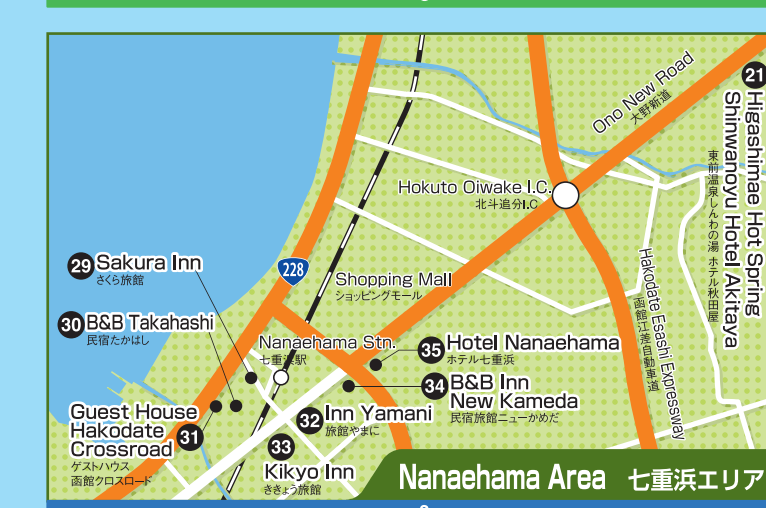 Ono New Road
大野新道
21
Higashimae Hot Spring
Shinwanoyu Hotel Akitaya
東前温泉しんわの湯 ホテル秋田屋
Hokuto Oiwake I.C.
北斗追分I.C
Hakodate Esashi Expressway
函館江差自動車道
29 Sakura Inn
さくら旅館
228
Shopping Mall
ショッピングモール
30 B&B Takahashi
民宿たかはし
Nanaehama Stn.
七重浜駅
35 Hotel Nanaehama
ホテル七重浜
34 B&B Inn
New Kameda
民宿旅館ニューかめだ
Guest House
Hakodate
Crossroad 31
ゲストハウス
函館クロスロード
32 Inn Yamani
旅館やまに
33
Kikyo Inn
ききょう旅館
Nanaehama Area 七重浜エリア